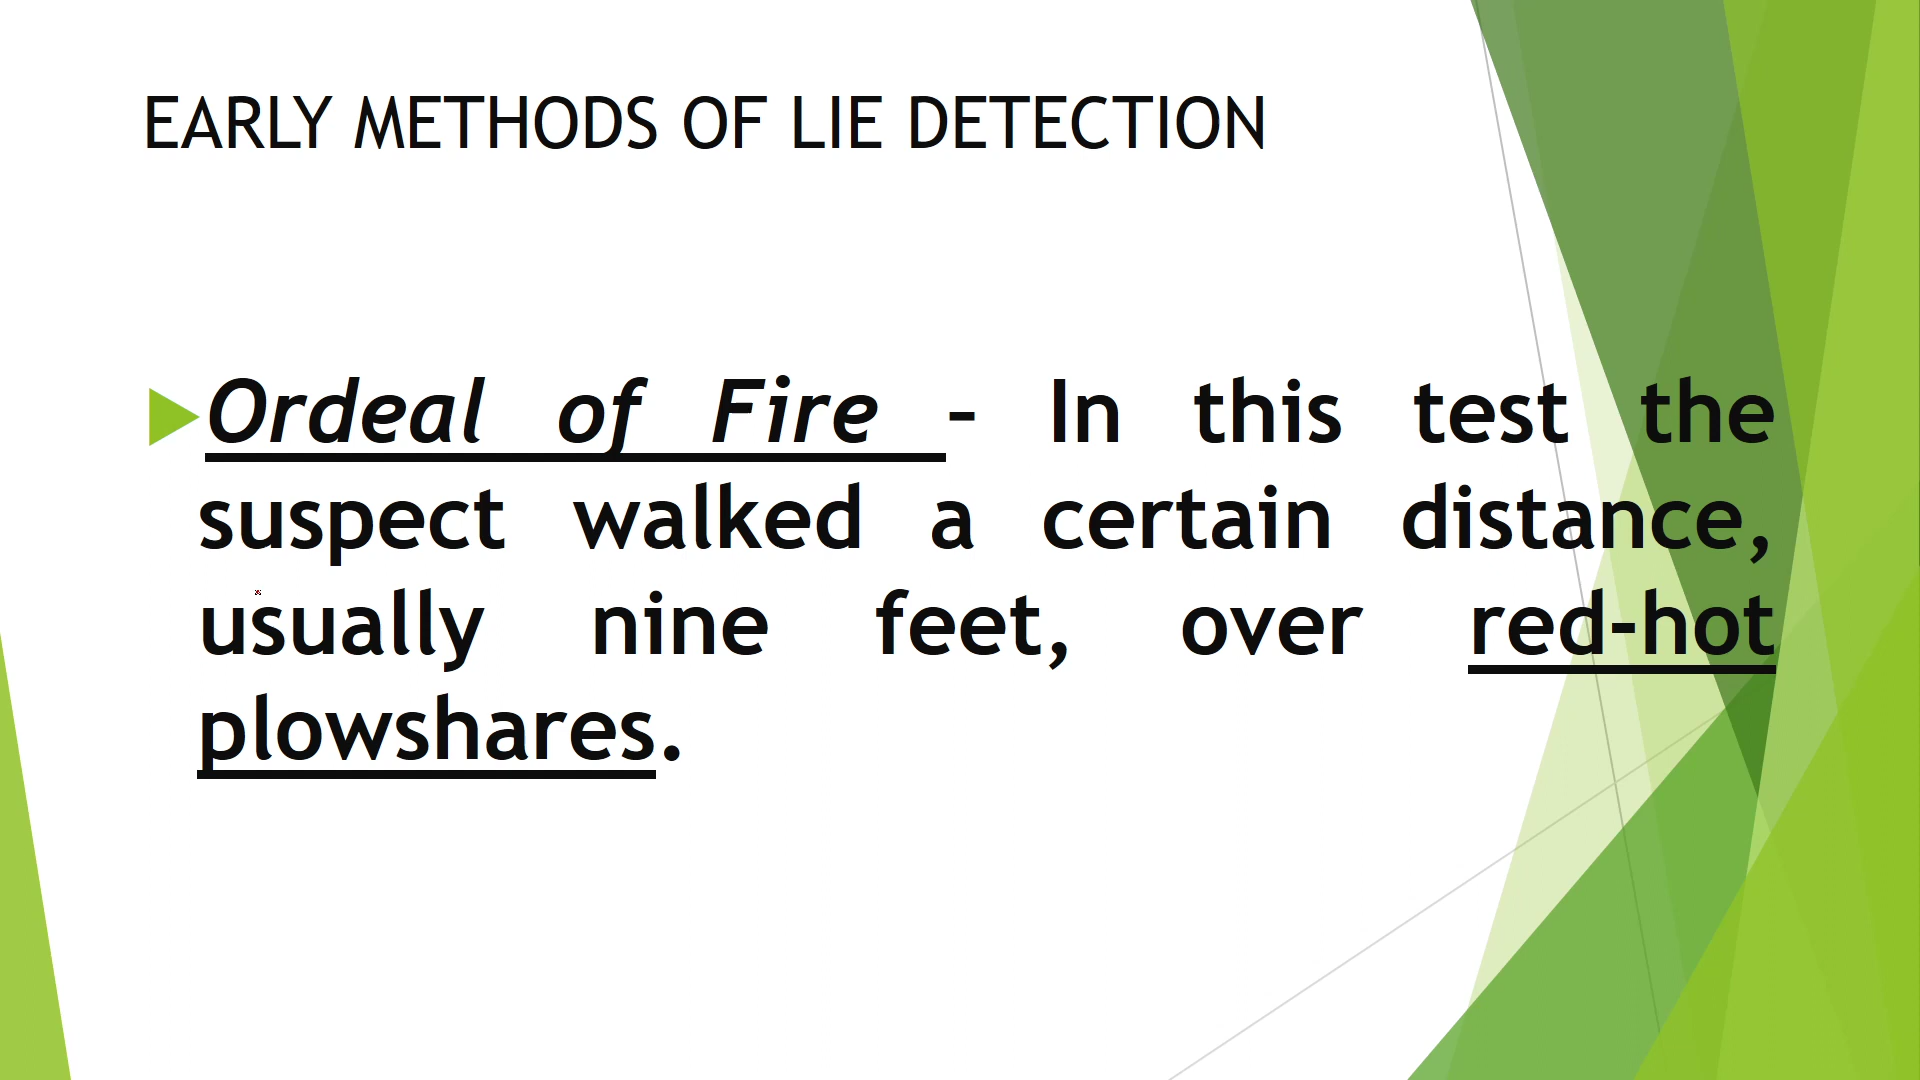 EARLY METHODS OF LIE DETECTION
Ordeal of Fire - In this test the
suspect walked a certain distance,
usually nine feet, over red-hot
plowshares.